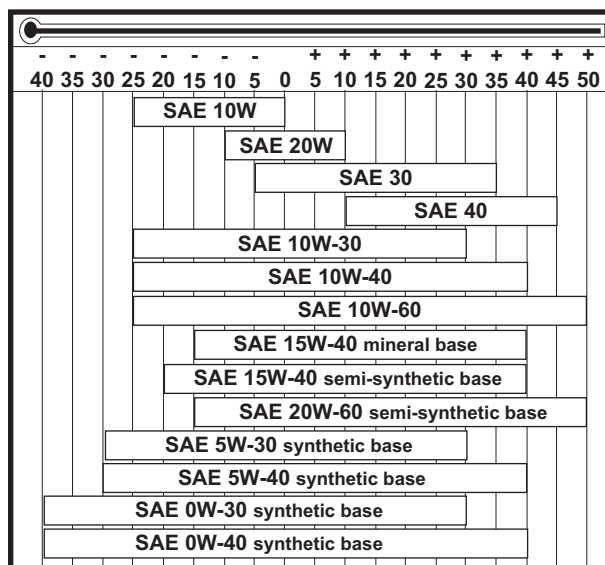 - - - - - - - - + + + + + + + + + +
40 35 30 25 20 15 10 5 0 5 10 15 20 25 30 35 40 45 50
SAE 10W
SAE 20W
SAE 30
SAE 40
SAE 10W-30
SAE 10W-40
SAE 10W-60
SAE 15W-40 mineral base
SAE 15W-40 semi-synthetic base
SAE 20W-60 semi-synthetic base
SAE 5W-30 synthetic base
SAE 5W-40 synthetic base
SAE 0W-30 synthetic base
SAE 0W-40 synthetic base